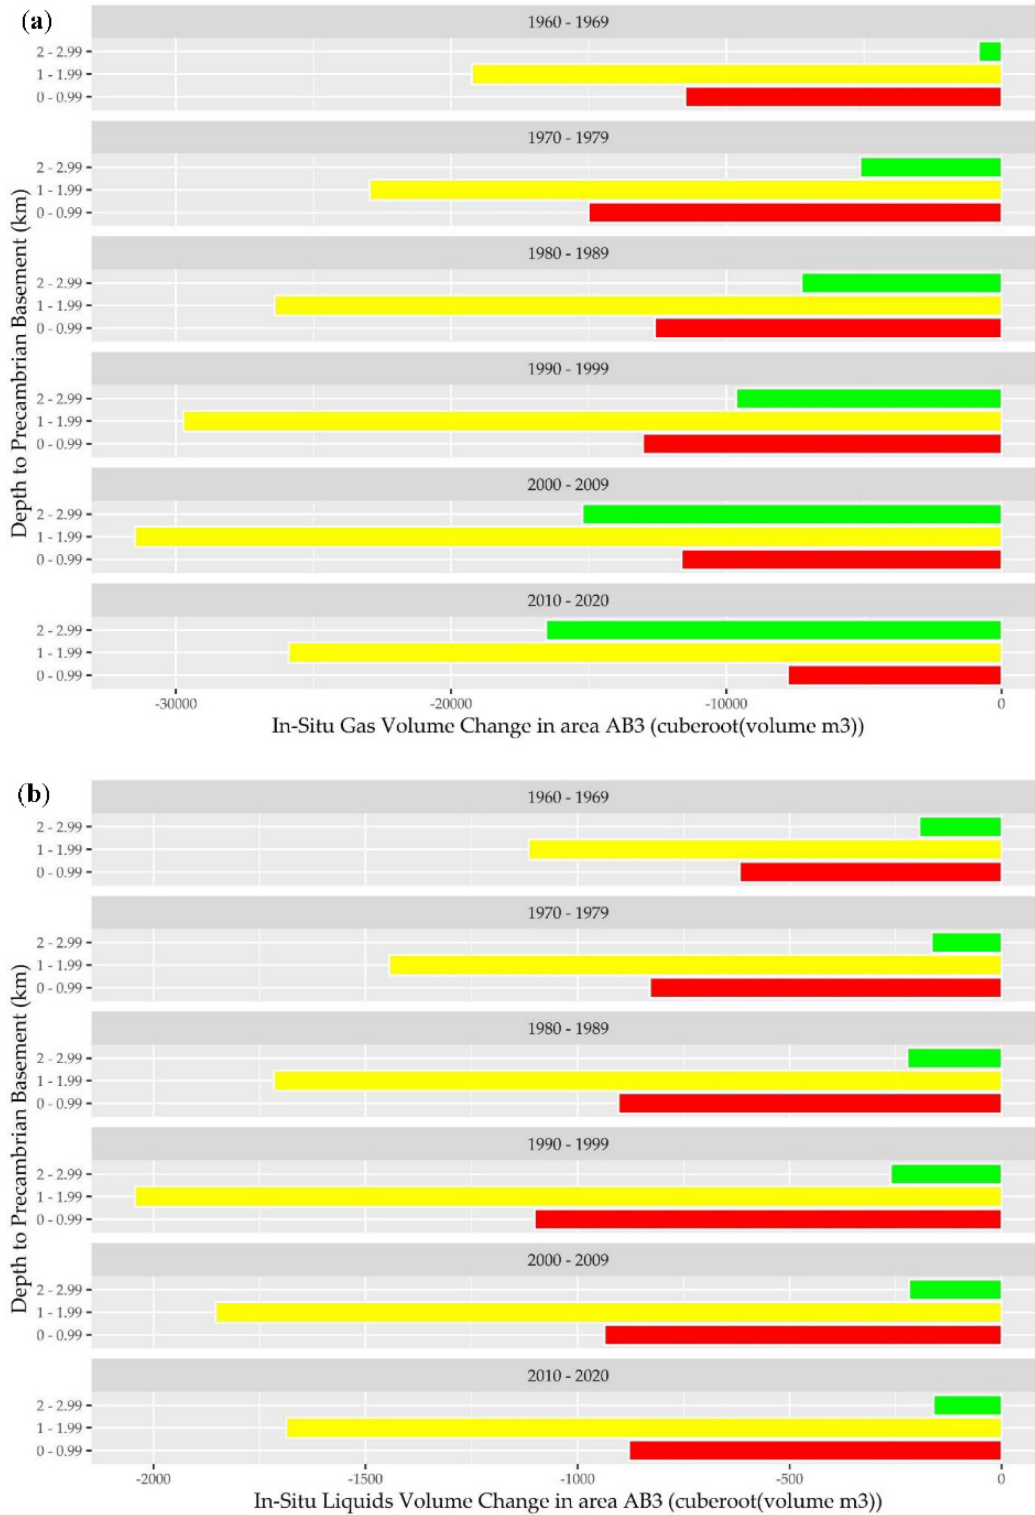 (a)
1960 - 1969
2 - 2.99
1 - 1.99
0 - 0.99
1970 - 1979
2 - 2.99
1 - 1.99
0 - 0.99
1980 - 1989
2 - 2.99
1 - 1.99
0 - 0.99
1990 - 1999
2 - 2.99
1 - 1.99
0 - 0.99
2000 - 2009
2 - 2.99
1 - 1.99
0 - 0.99
2010 - 2020
2 - 2.99
1 - 1.99
0 - 0.99
Depth to Precambrian Basement (km)
-30000 -20000 -10000 0
In-Situ Gas Volume Change in area AB3 (cuberoot(volume m3))
(b)
1960 - 1969
2 - 2.99
1 - 1.99
0 - 0.99
1970 - 1979
2 - 2.99
1 - 1.99
0 - 0.99
1980 - 1989
2 - 2.99
1 - 1.99
0 - 0.99
1990 - 1999
2 - 2.99
1 - 1.99
0 - 0.99
2000 - 2009
2 - 2.99
1 - 1.99
0 - 0.99
2010 - 2020
2 - 2.99
1 - 1.99
0 - 0.99
Depth to Precambrian Basement (km)
-2000 -1500 -1000 -500 0
In-Situ Liquids Volume Change in area AB3 (cuberoot(volume m3))